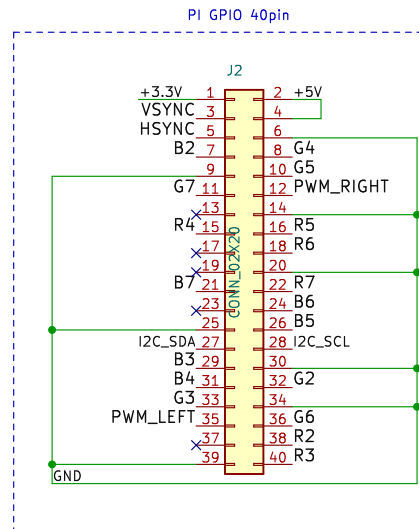 PI GPIO 40pin
J2
+3.3V 1 2 +5V
VSYNC 3 4
HSYNC 5 6
B2 7 8 G4
9 10 G5
G7 11 12 PWM_RIGHT
13 14
R4 15 16 R5
17 18 R6
19 20
B7 21 22 R7
23 24 B6
25 26 B5
I2C_SDA 27 28 I2C_SCL
B3 29 30
B4 31 32 G2
G3 33 34
PWM_LEFT 35 36 G6
37 38 R2
39 40 R3
CONN_02X20
GND